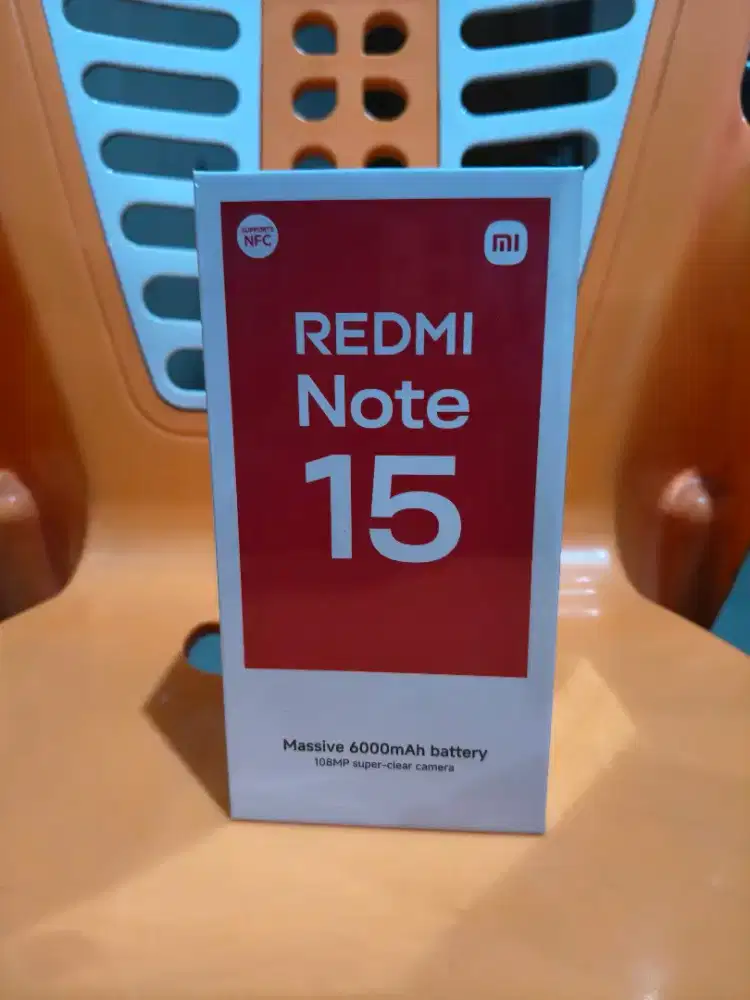 SUPPORTS
NFC
mi
REDMI
Note
15
Massive 6000mAh battery
108MP super-clear camera